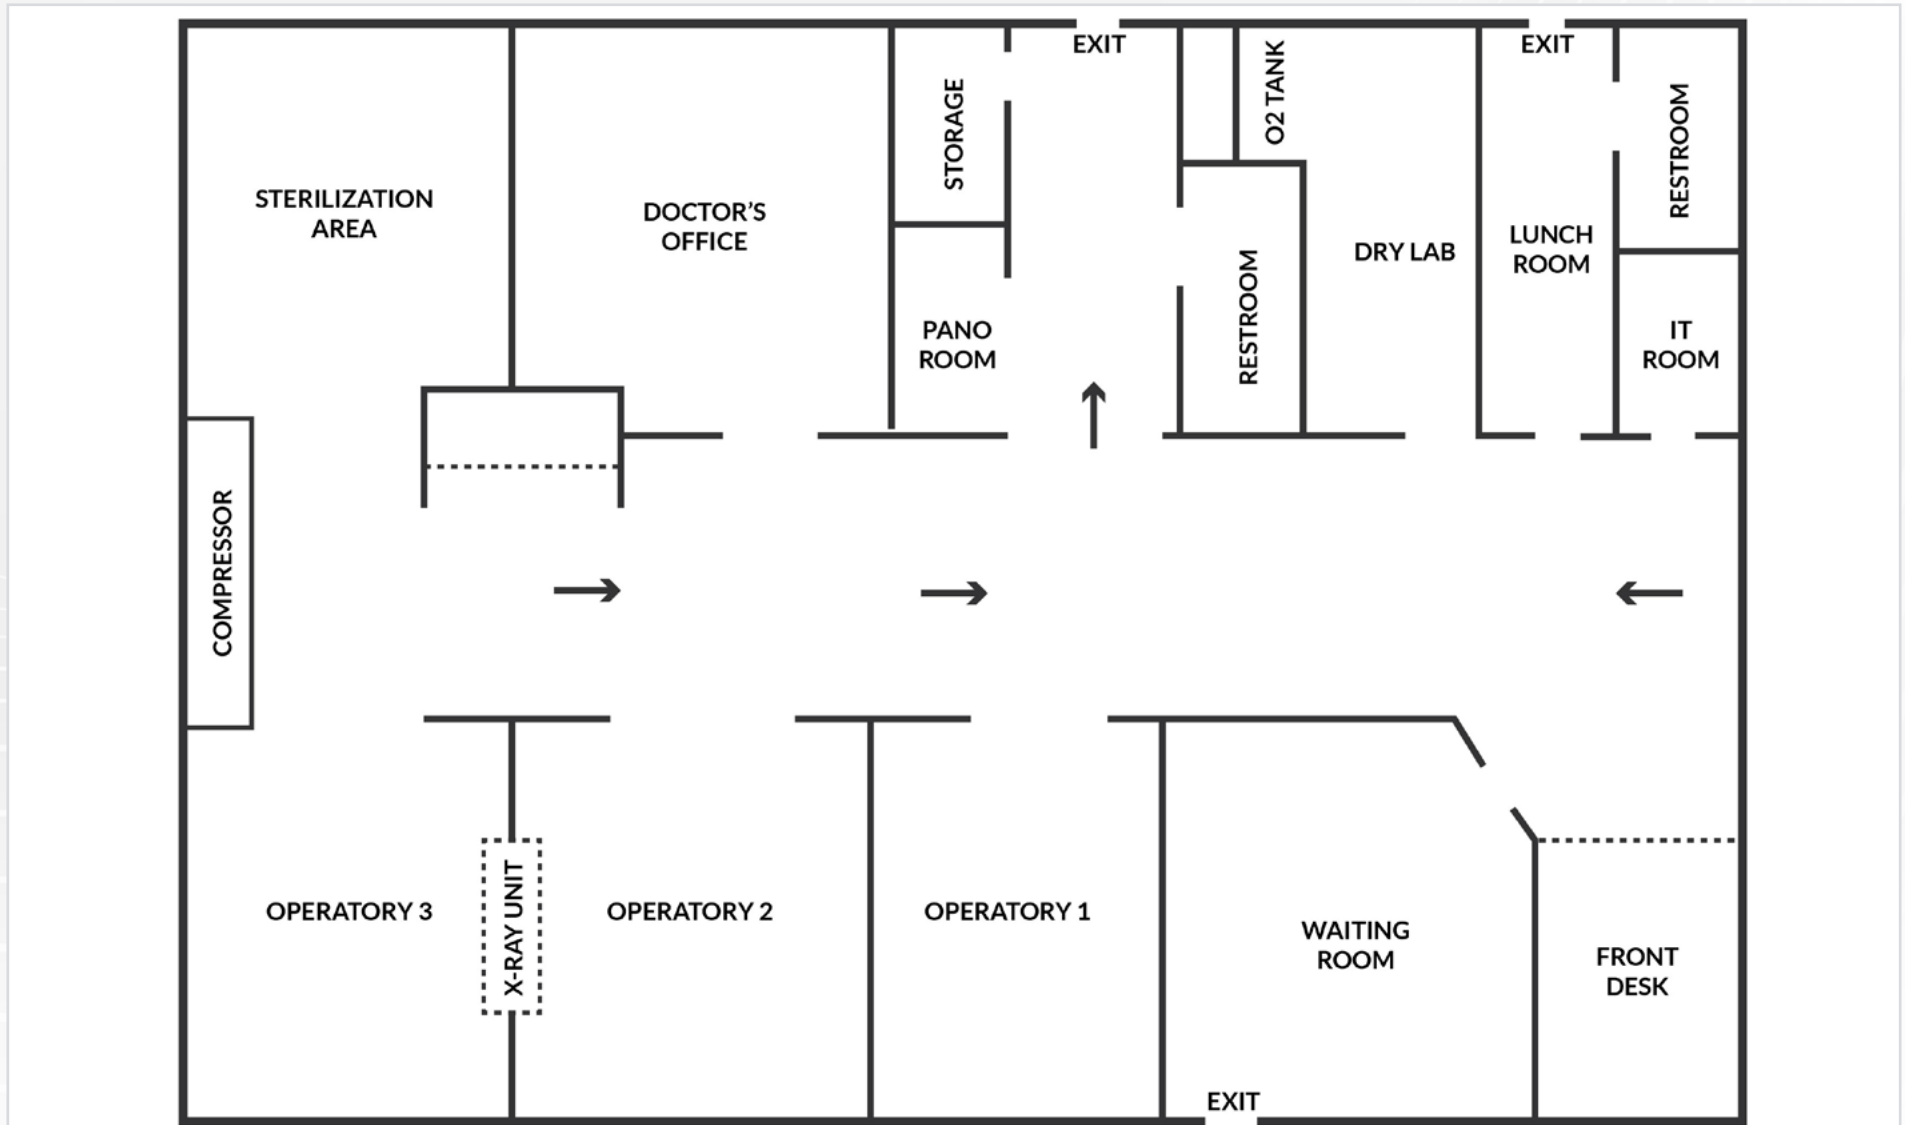 EXIT
EXIT
O2 TANK
STORAGE
RESTROOM
STERILIZATION
AREA
DOCTOR'S
OFFICE
DRY LAB
LUNCH
ROOM
RESTROOM
PANO
ROOM
IT
ROOM
COMPRESSOR
OPERATORY 3
X-RAY UNIT
OPERATORY 2
OPERATORY 1
WAITING
ROOM
FRONT
DESK
EXIT